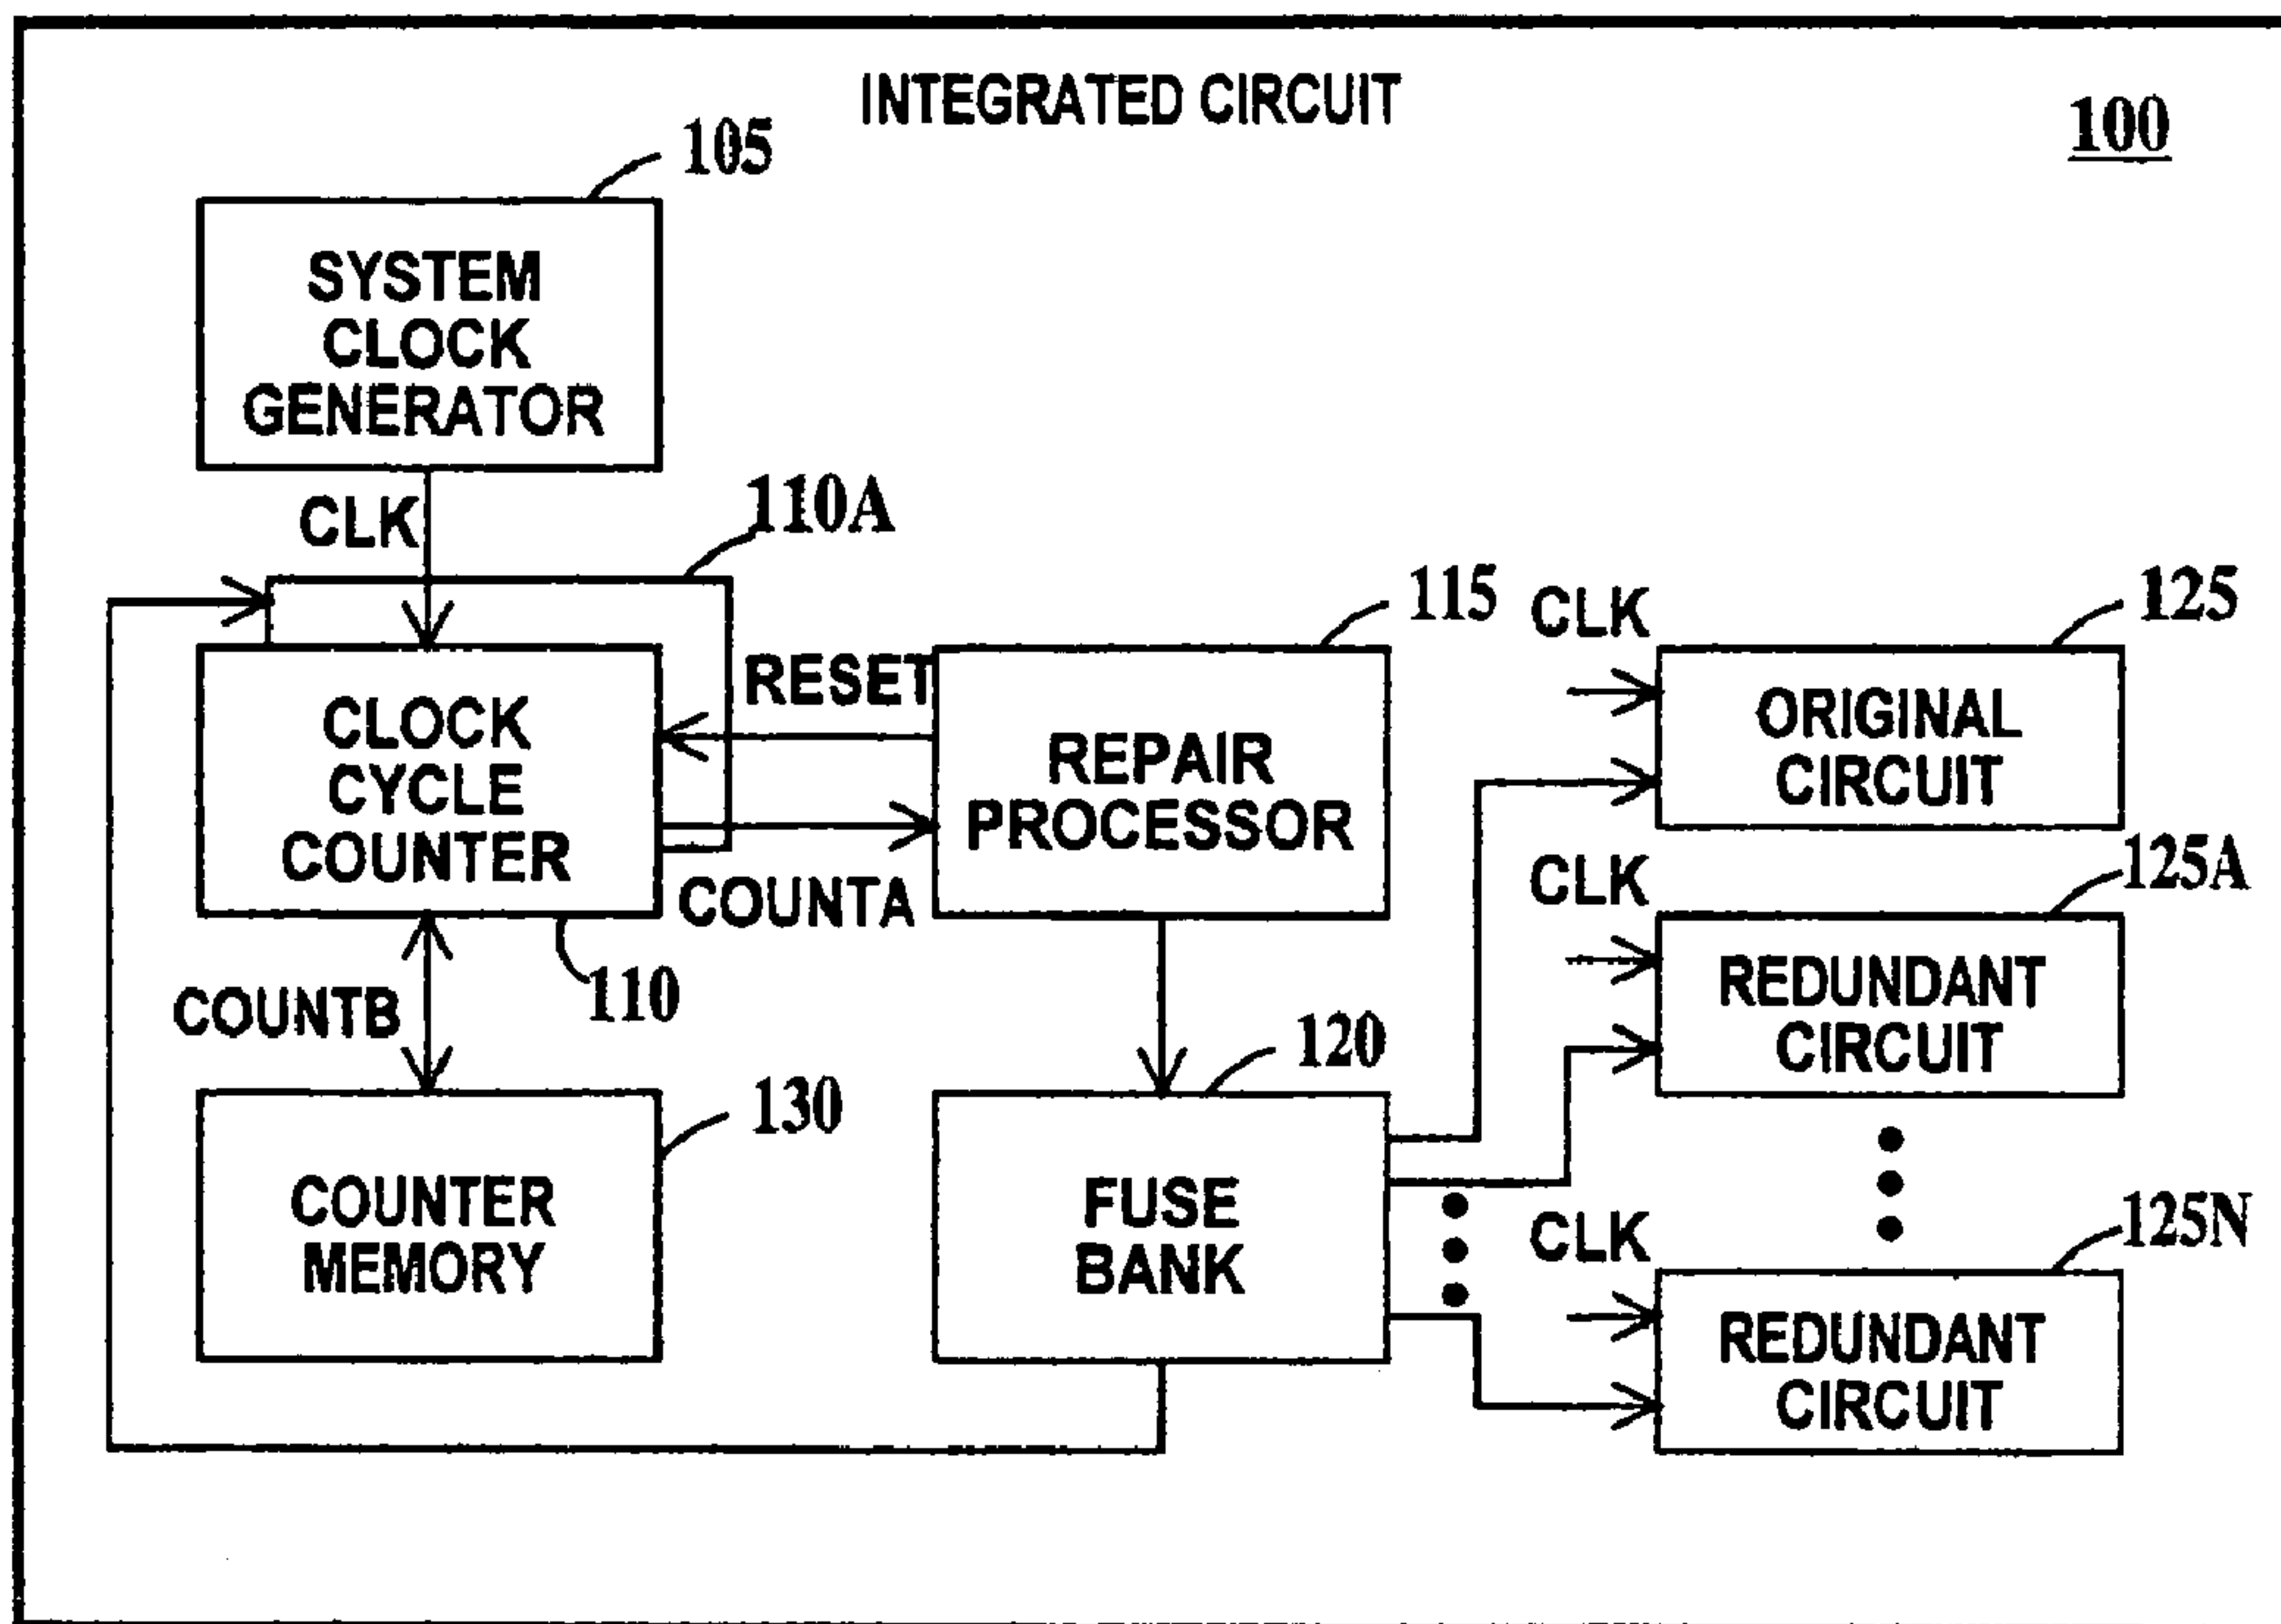 INTEGRATED CIRCUIT
100
105
SYSTEM
CLOCK
GENERATOR
CLK
110A
115
CLK
125
CLOCK
CYCLE
COUNTER
RESET
REPAIR
PROCESSOR
ORIGINAL
CIRCUIT
COUNTA
CLK
125A
COUNTB
110
REDUNDANT
CIRCUIT
130
120
COUNTER
MEMORY
FUSE
BANK
CLK
125N
REDUNDANT
CIRCUIT